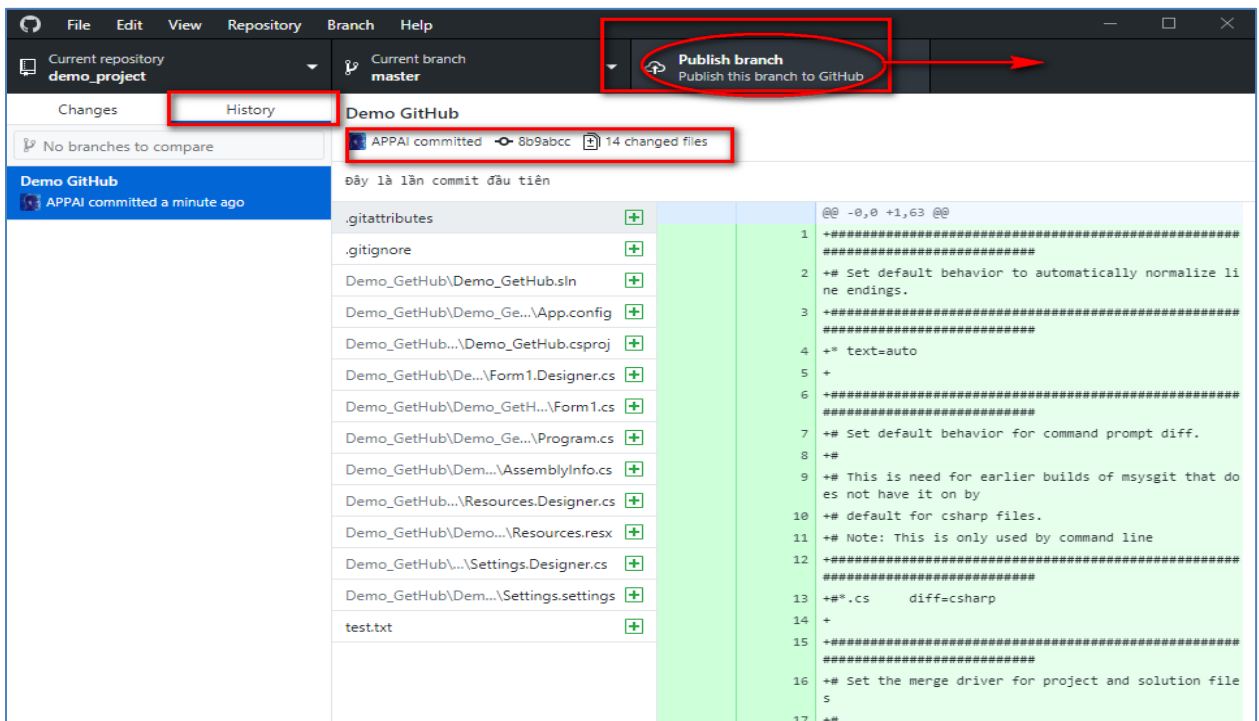 File Edit View Repository Branch Help
Current repository
demo_project
Current branch
master
Publish branch
Publish this branch to GitHub
Changes History
No branches to compare
Demo GitHub
APPAI committed a minute ago
Demo GitHub
APPAI committed 8b9abcc 14 changed files
Đây là lần commit đầu tiên
.gitattributes
.gitignore
Demo_GetHub\Demo_GetHub.sln
Demo_GetHub\Demo_Ge...\App.config
Demo_GetHub...\Demo_GetHub.csproj
Demo_GetHub\De...\Form1.Designer.cs
Demo_GetHub\Demo_GetH...\Form1.cs
Demo_GetHub\Demo_Ge...\Program.cs
Demo_GetHub\Dem...\AssemblyInfo.cs
Demo_GetHub...\Resources.Designer.cs
Demo_GetHub\Demo...\Resources.resx
Demo_GetHub\...\Settings.Designer.cs
Demo_GetHub\Dem...\Settings.settings
test.txt
@@ -0,0 +1,63 @@
1 +####################################################
###########################
2 +# Set default behavior to automatically normalize li
ne endings.
3 +####################################################
###########################
4 +* text=auto
5 +
6 +####################################################
###########################
7 +# Set default behavior for command prompt diff.
8 +#
9 +# This is need for earlier builds of msysgit that do
es not have it on by
10 +# default for csharp files.
11 +# Note: This is only used by command line
12 +####################################################
###########################
13 +#*.cs     diff=csharp
14 +
15 +####################################################
###########################
16 +# Set the merge driver for project and solution file
s
17 +#